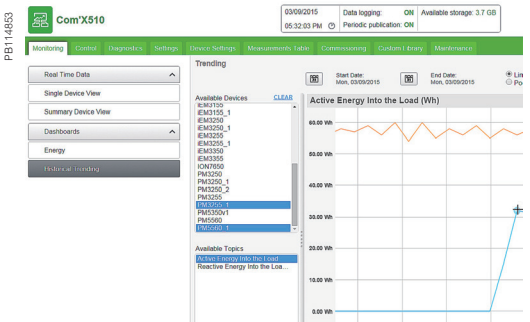 PB114853
Com'X510
03/09/2015
05:32:03 PM
Data logging: ON
Periodic publication: ON
Available storage: 3.7 GB
Monitoring Control Diagnostics Settings Device Settings Measurements Table Commissioning Custom Library Maintenance
Real Time Data
Single Device View
Summary Device View
Dashboards
Energy
Historical Trending
Trending
Start Date:
Mon, 03/09/2015
End Date:
Mon, 03/09/2015
Lin
Po
Available Devices CLEAR
iEM3155
iEM3155_1
iEM3250
iEM3250_1
iEM3255
iEM3255_1
iEM3350
iEM3355
ION7650
PM3250
PM3250_1
PM3250_2
PM3255
PM3255_1
PM5350v1
PM5560
PM5560_1
Available Topics
Active Energy Into the Load
Reactive Energy Into the Loa...
Active Energy Into the Load (Wh)
60.00 Wh
50.00 Wh
40.00 Wh
30.00 Wh
20.00 Wh
10.00 Wh
0.00 Wh